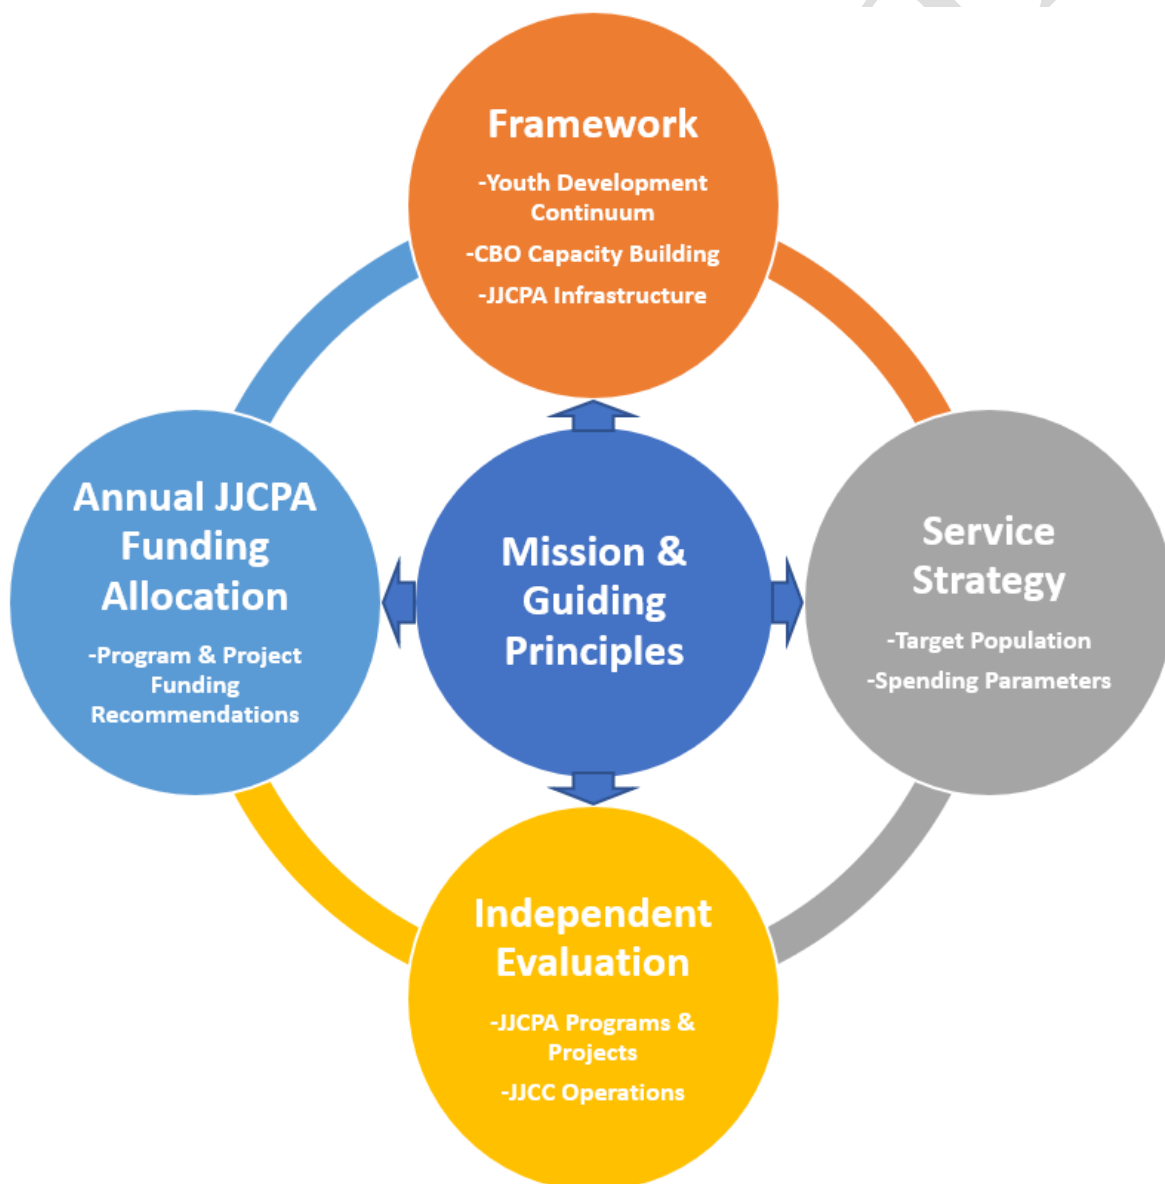 Framework
-Youth Development
Continuum
-CBO Capacity Building
-JJCPA Infrastructure
Annual JJCPA
Funding
Allocation
-Program & Project
Funding
Recommendations
Mission &
Guiding
Principles
Service
Strategy
-Target Population
-Spending Parameters
Independent
Evaluation
-JJCPA Programs &
Projects
-JJCC Operations